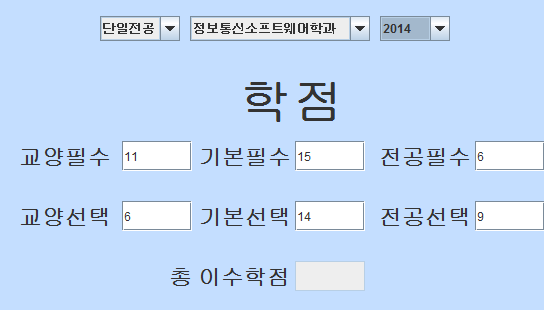 단일전공 정보통신소프트웨어학과 2014
학점
교양필수 11 기본필수 15 전공필수 6
교양선택 6 기본선택 14 전공선택 9
총 이수학점